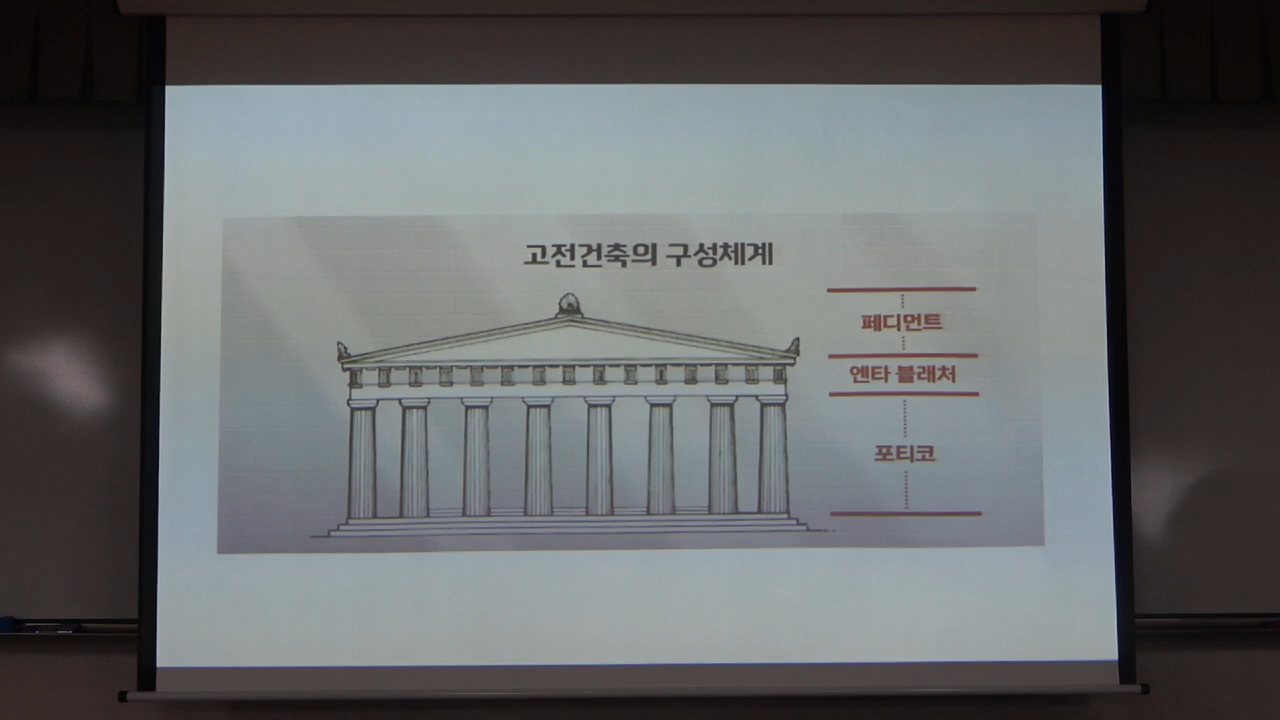 고전건축의 구성체계
페디먼트
엔타 블래처
포티코